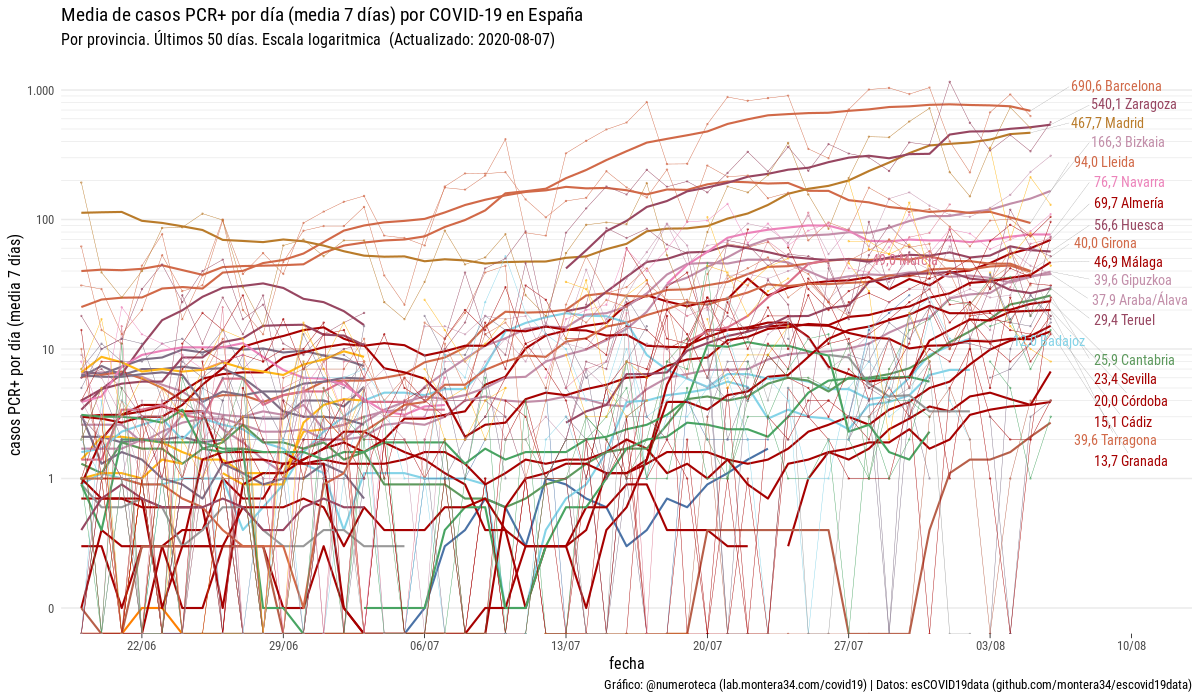 Media de casos PCR+ por día (media 7 días) por COVID-19 en España
Por provincia. Últimos 50 días. Escala logaritmica (Actualizado: 2020-08-07)
casos PCR+ por día (media 7 días)
1.000
100
10
1
0
690,6 Barcelona
540,1 Zaragoza
467,7 Madrid
166,3 Bizkaia
94,0 Lleida
76,7 Navarra
69,7 Almería
56,6 Huesca
40,0 Girona
46,9 Málaga
39,6 Gipuzkoa
37,9 Araba/Álava
29,4 Teruel
Murcia
Badajoz
25,9 Cantabria
23,4 Sevilla
20,0 Córdoba
15,1 Cádiz
39,6 Tarragona
13,7 Granada
22/06
29/06
06/07
13/07
20/07
27/07
03/08
10/08
fecha
Gráfico: @numeroteca (lab.montera34.com/covid19) | Datos: esCOVID19data (github.com/montera34/escovid19data)